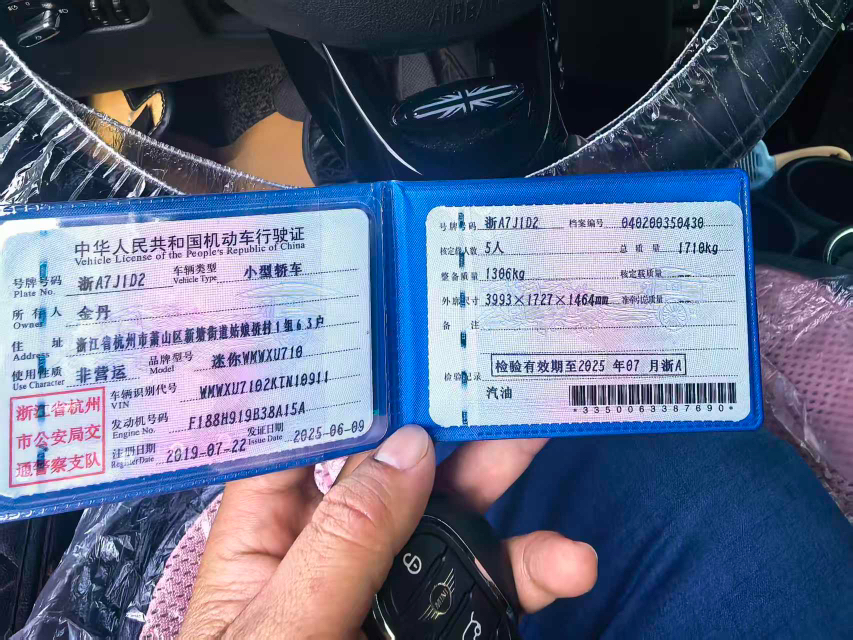 AIRBAG
中华人民共和国机动车行驶证
Vehicle License of the People's Republic of China
号牌号码 浙A7J1D2 车辆类型 小型轿车
Plate No. Vehicle Type
所有人 金丹
Owner
住址 浙江省杭州市萧山区新塘街道姑娘桥村1组63户
Address
使用性质 非营运 品牌型号 迷你WMWXU710
Use Character Model
浙江省杭州
市公安局交
通警察支队
车辆识别代号 WMWXU7102KTN10911
VIN
发动机号码 F188H919B38A15A
Engine No.
注册日期 2019-07-22 发证日期 2025-06-09
Register Date Issue Date
号牌号码 浙A7J1D2 档案编号 040200350430
核定载人数 5人 总质量 1710kg
整备质量 1306kg 核定载质量
外廓尺寸 3993×1727×1464mm 准牵引总质量
备注
检验有效期至2025年07月浙A
检验记录
汽油
*3350063387690*
MINI